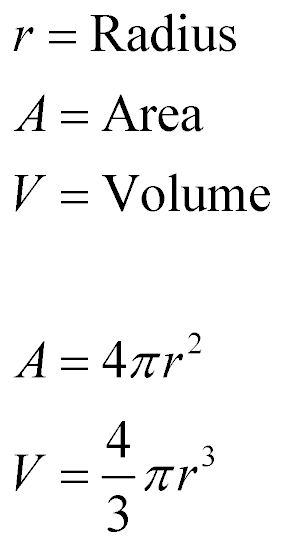 r = Radius
A = Area
V = Volume
A = 4πr²
V = 4/3 πr³